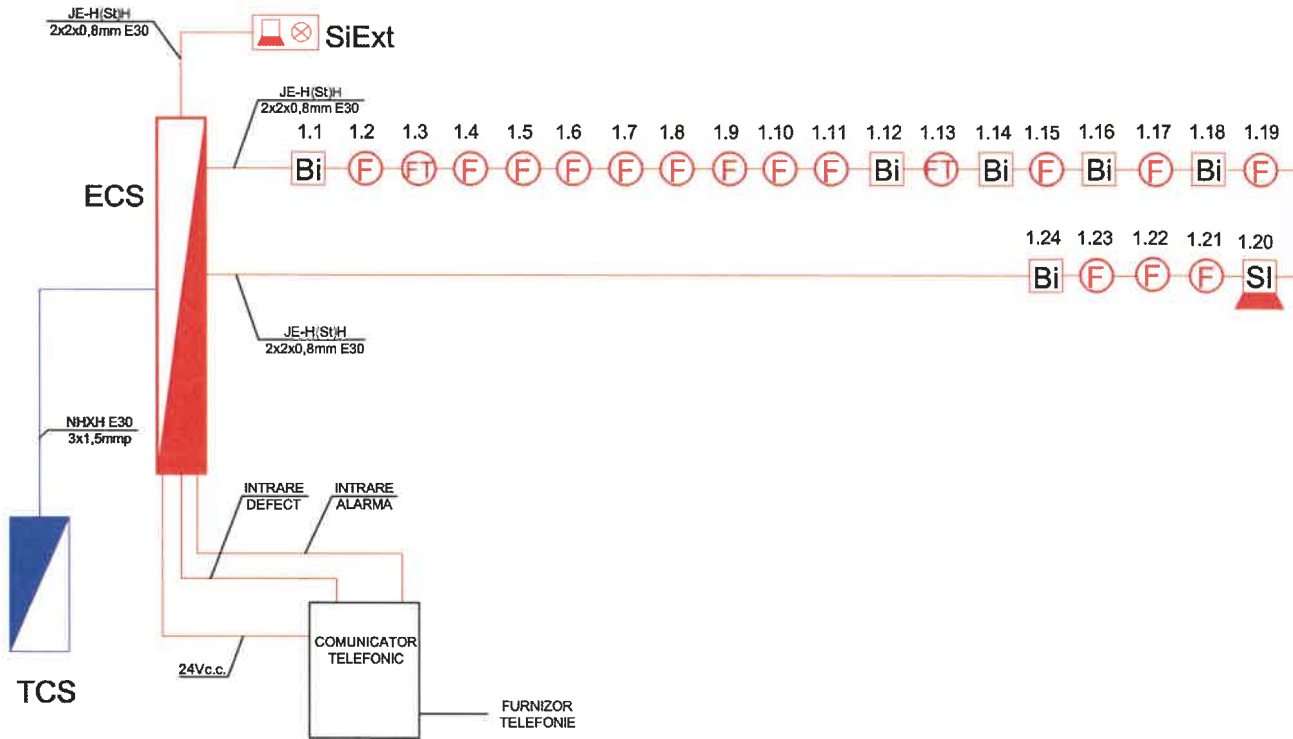 JE-H(St)H
2x2x0,8mm E30
SiExt
JE-H(St)H
2x2x0,8mm E30
1.1 1.2 1.3 1.4 1.5 1.6 1.7 1.8 1.9 1.10 1.11 1.12 1.13 1.14 1.15 1.16 1.17 1.18 1.19
Bi F FT F F F F F F F F Bi FT Bi F Bi F Bi F
ECS
1.24 1.23 1.22 1.21 1.20
Bi F F F SI
JE-H(St)H
2x2x0,8mm E30
NHXH E30
3x1,5mmp
INTRARE
DEFECT
INTRARE
ALARMA
COMUNICATOR
TELEFONIC
24Vc.c.
TCS
FURNIZOR
TELEFONIE